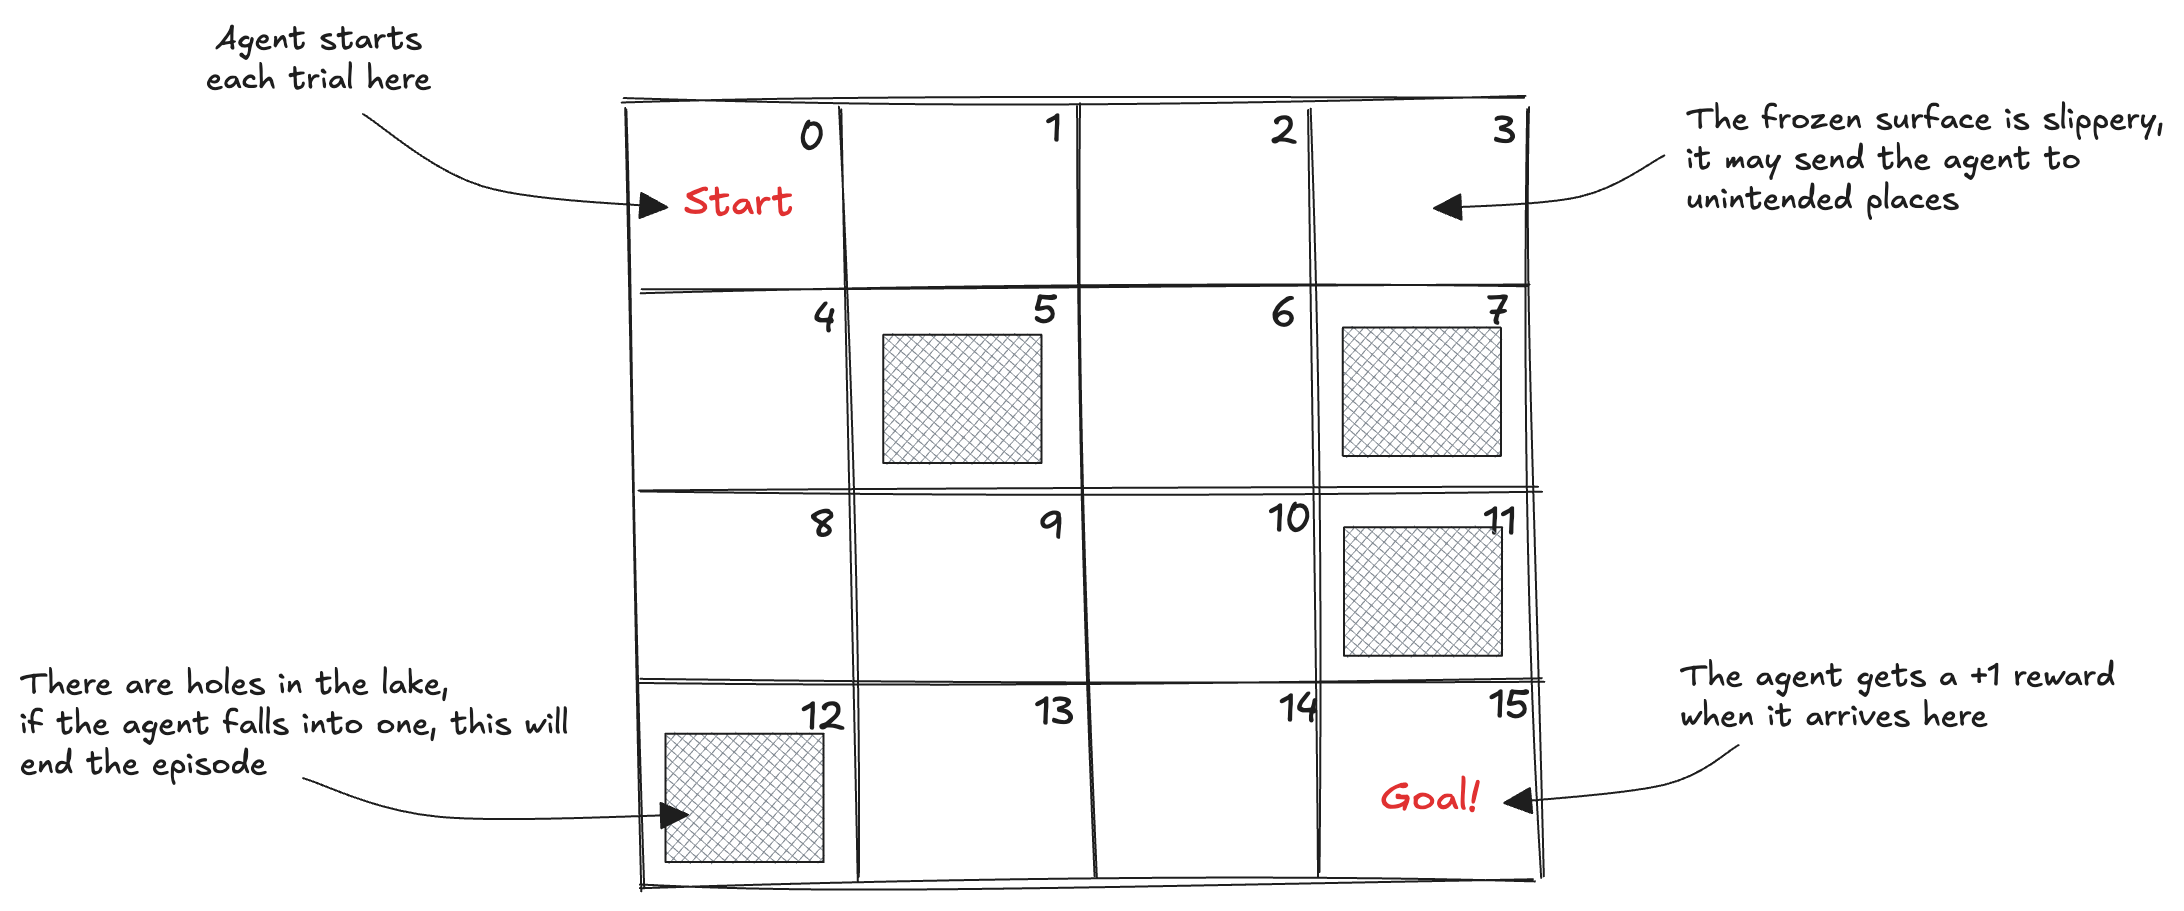 Agent starts
each trial here
The frozen surface is slippery,
it may send the agent to
unintended places
0
1
2
3
Start
4
5
6
7
8
9
10
11
There are holes in the lake,
if the agent falls into one, this will
end the episode
The agent gets a +1 reward
when it arrives here
12
13
14
15
Goal!